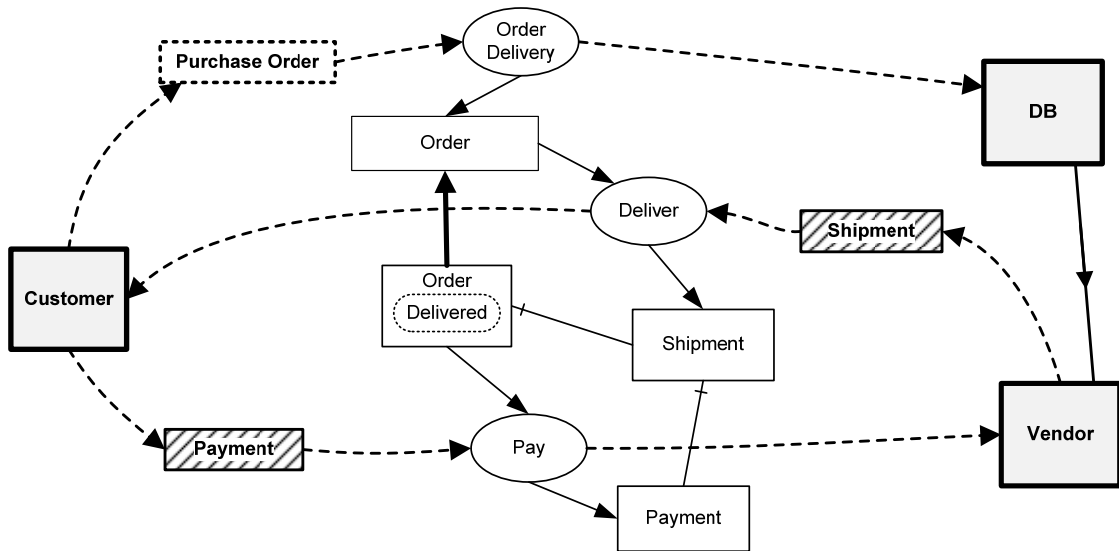 Order
Delivery
Purchase Order
DB
Order
Deliver
Shipment
Customer
Order
Delivered
Shipment
Payment
Pay
Vendor
Payment